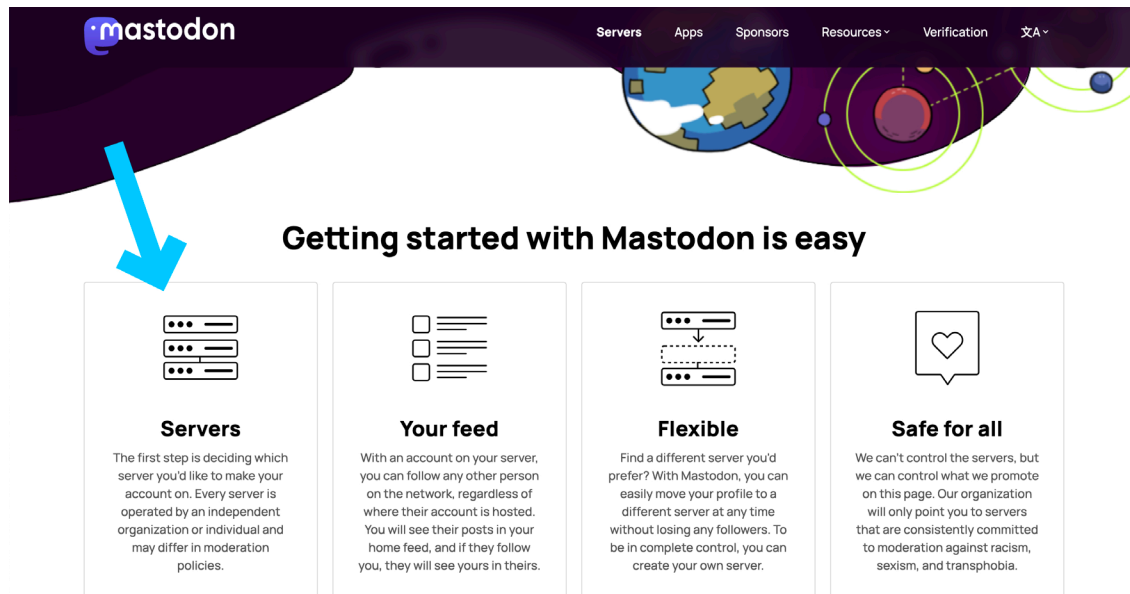 mastodon
Servers Apps Sponsors Resources Verification 文A
Getting started with Mastodon is easy
Servers
The first step is deciding which
server you'd like to make your
account on. Every server is
operated by an independent
organization or individual and
may differ in moderation
policies.
Your feed
With an account on your server,
you can follow any other person
on the network, regardless of
where their account is hosted.
You will see their posts in your
home feed, and if they follow
you, they will see yours in theirs.
Flexible
Find a different server you'd
prefer? With Mastodon, you can
easily move your profile to a
different server at any time
without losing any followers. To
be in complete control, you can
create your own server.
Safe for all
We can't control the servers, but
we can control what we promote
on this page. Our organization
will only point you to servers
that are consistently committed
to moderation against racism,
sexism, and transphobia.